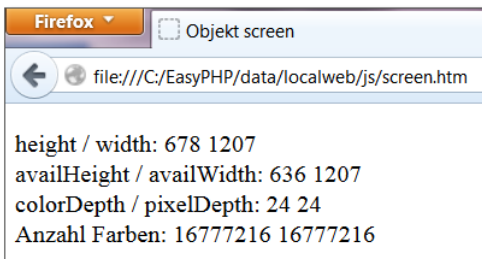 Firefox
Objekt screen
file:///C:/EasyPHP/data/localweb/js/screen.htm
height / width: 678 1207
availHeight / availWidth: 636 1207
colorDepth / pixelDepth: 24 24
Anzahl Farben: 16777216 16777216